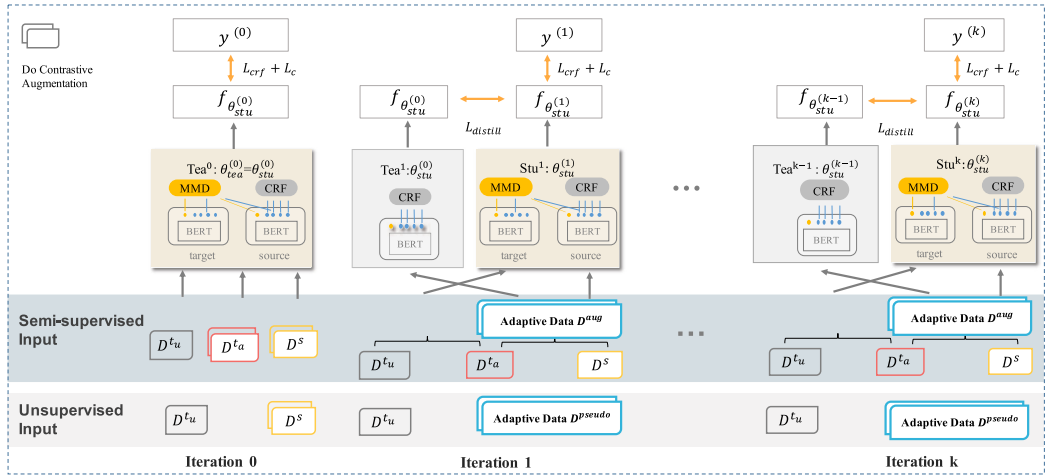 y (0)
y (1)
y (k)
Do Contrastive
Augmentation
L_crf + L_c
L_crf + L_c
L_crf + L_c
f_θ_stu^(0)
f_θ_stu^(0)
f_θ_stu^(1)
f_θ_stu^(k−1)
f_θ_stu^(k)
L_distill
L_distill
Tea^0: θ_tea^(0)=θ_stu^(0)
MMD
CRF
BERT
BERT
target
source
Tea^1: θ_stu^(0)
CRF
BERT
Stu^1: θ_stu^(1)
MMD
CRF
BERT
BERT
target
source
...
Tea^k−1 : θ_stu^(k−1)
CRF
BERT
Stu^k: θ_stu^(k)
MMD
CRF
BERT
BERT
target
source
Semi-supervised
Input
D^t_u
D^t_a
D^s
Adaptive Data D^aug
D^t_u
D^t_a
D^s
...
Adaptive Data D^aug
D^t_u
D^t_a
D^s
Unsupervised
Input
D^t_u
D^s
D^t_u
Adaptive Data D^pseudo
D^t_u
Adaptive Data D^pseudo
Iteration 0
Iteration 1
Iteration k